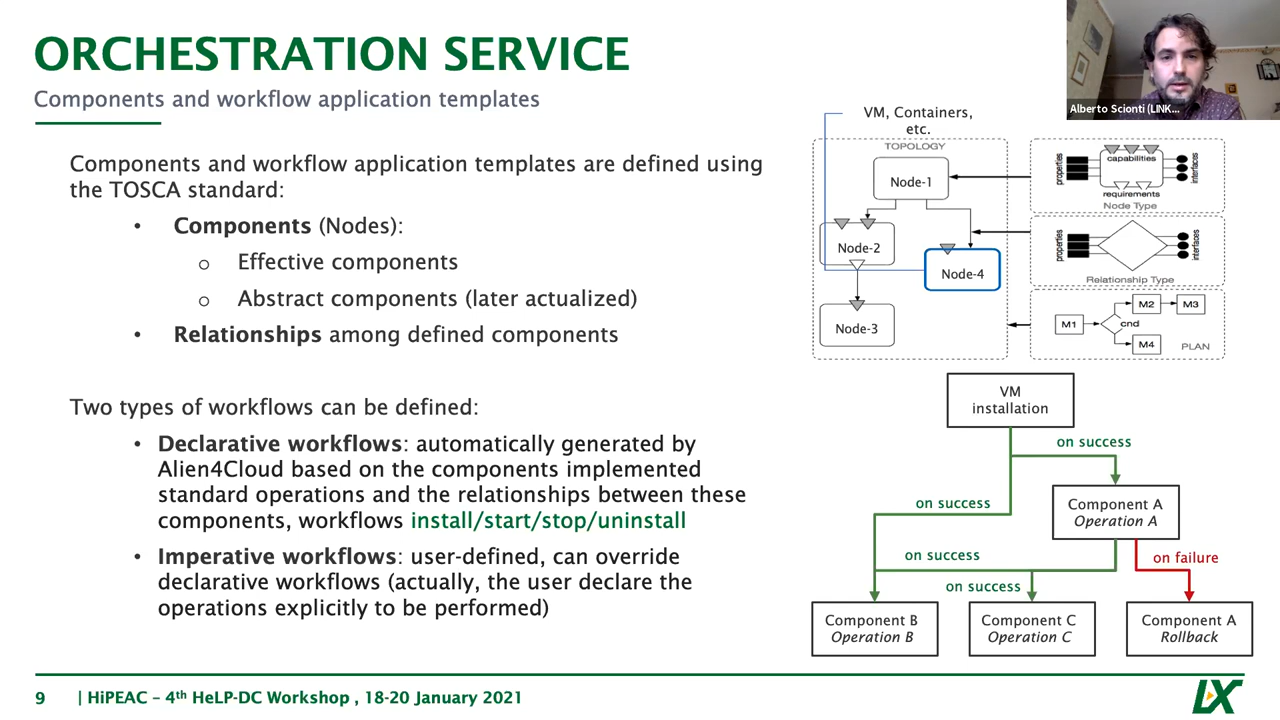 ORCHESTRATION SERVICE
Components and workflow application templates
Alberto Scionti (LINK...
Components and workflow application templates are defined using
the TOSCA standard:
• Components (Nodes):
o Effective components
o Abstract components (later actualized)
• Relationships among defined components
Two types of workflows can be defined:
• Declarative workflows: automatically generated by
Alien4Cloud based on the components implemented
standard operations and the relationships between these
components, workflows install/start/stop/uninstall
• Imperative workflows: user-defined, can override
declarative workflows (actually, the user declare the
operations explicitly to be performed)
VM, Containers,
etc.
TOPOLOGY
Node-1
Node-2
Node-4
Node-3
properties
capabilities
interfaces
requirements
Node Type
properties
interfaces
Relationship Type
M1
cnd
M2
M3
M4
PLAN
VM
installation
on success
on success
Component A
Operation A
on success
on failure
on success
Component B
Operation B
Component C
Operation C
Component A
Rollback
9 | HiPEAC – 4th HeLP-DC Workshop , 18-20 January 2021
LX